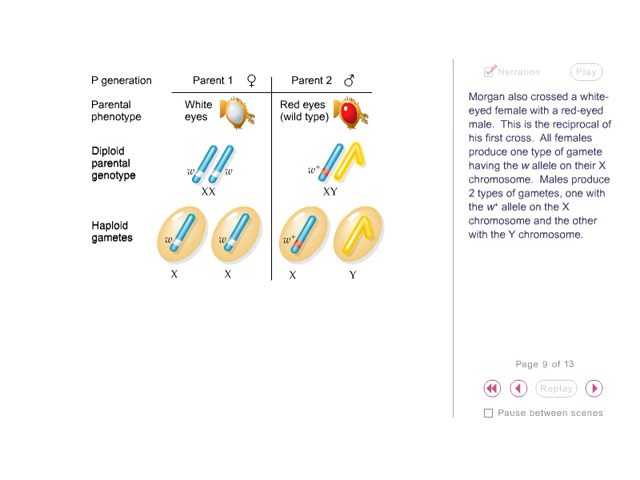 P generation
Parent 1 ♀
Parent 2 ♂
Parental
phenotype
White
eyes
Red eyes
(wild type)
Diploid
parental
genotype
w w
XX
w+
XY
Haploid
gametes
w
w
w+
X
X
X
Y
Narration
Play
Morgan also crossed a white-
eyed female with a red-eyed
male. This is the reciprocal of
his first cross. All females
produce one type of gamete
having the w allele on their X
chromosome. Males produce
2 types of gametes, one with
the w+ allele on the X
chromosome and the other
with the Y chromosome.
Page 9 of 13
Replay
Pause between scenes